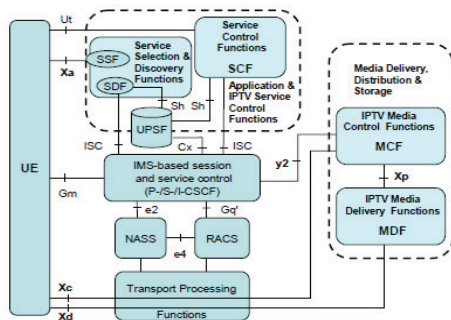 Ut
Xa
UE
SSF
Service
Selection &
Discovery
Functions
SDF
Service
Control
Functions
SCF
Sh
Sh
UPSF
Application &
IPTV Service
Control
Functions
Media Delivery,
Distribution &
Storage
IPTV Media
Control Functions
MCF
Xp
IPTV Media
Delivery Functions
MDF
ISC
Cx
ISC
y2
IMS-based session
and service control
(P-/S-/I-CSCF)
Gm
e2
Gq'
NASS
e4
RACS
Transport Processing
Functions
Xc
Xd